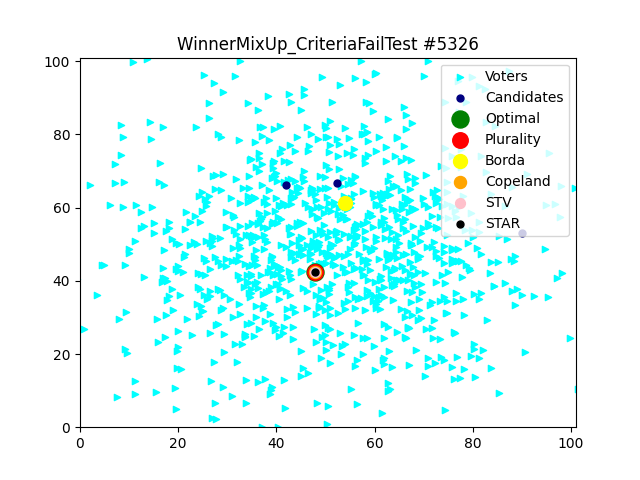 WinnerMixUp_CriteriaFailTest #5326
100
80
60
40
20
0
0 20 40 60 80 100
Voters
Candidates
Optimal
Plurality
Borda
Copeland
STV
STAR